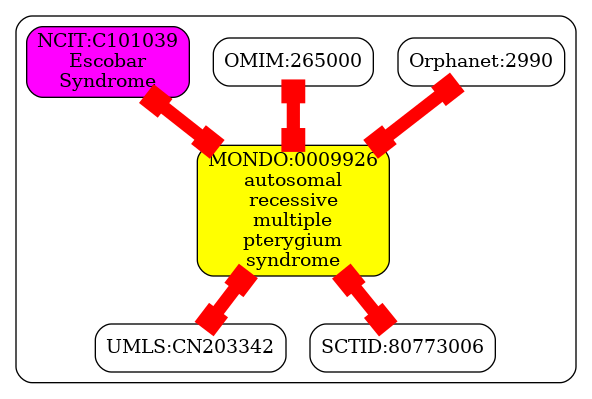 NCIT:C101039
Escobar
Syndrome
OMIM:265000
Orphanet:2990
MONDO:0009926
autosomal
recessive
multiple
pterygium
syndrome
UMLS:CN203342
SCTID:80773006